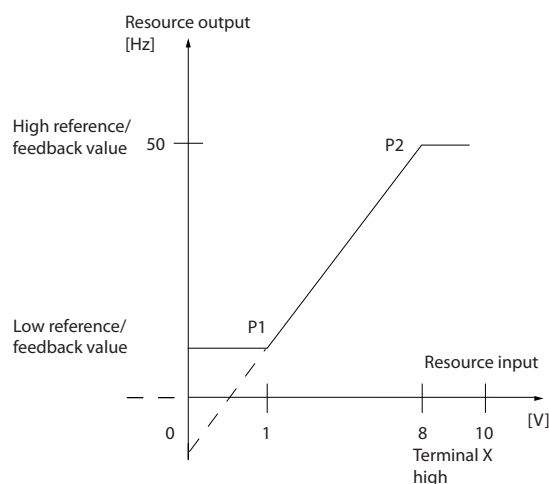 Resource output
[Hz]
High reference/
feedback value
50
P2
Low reference/
feedback value
P1
Resource input
[V]
0
1
8
10
Terminal X
high